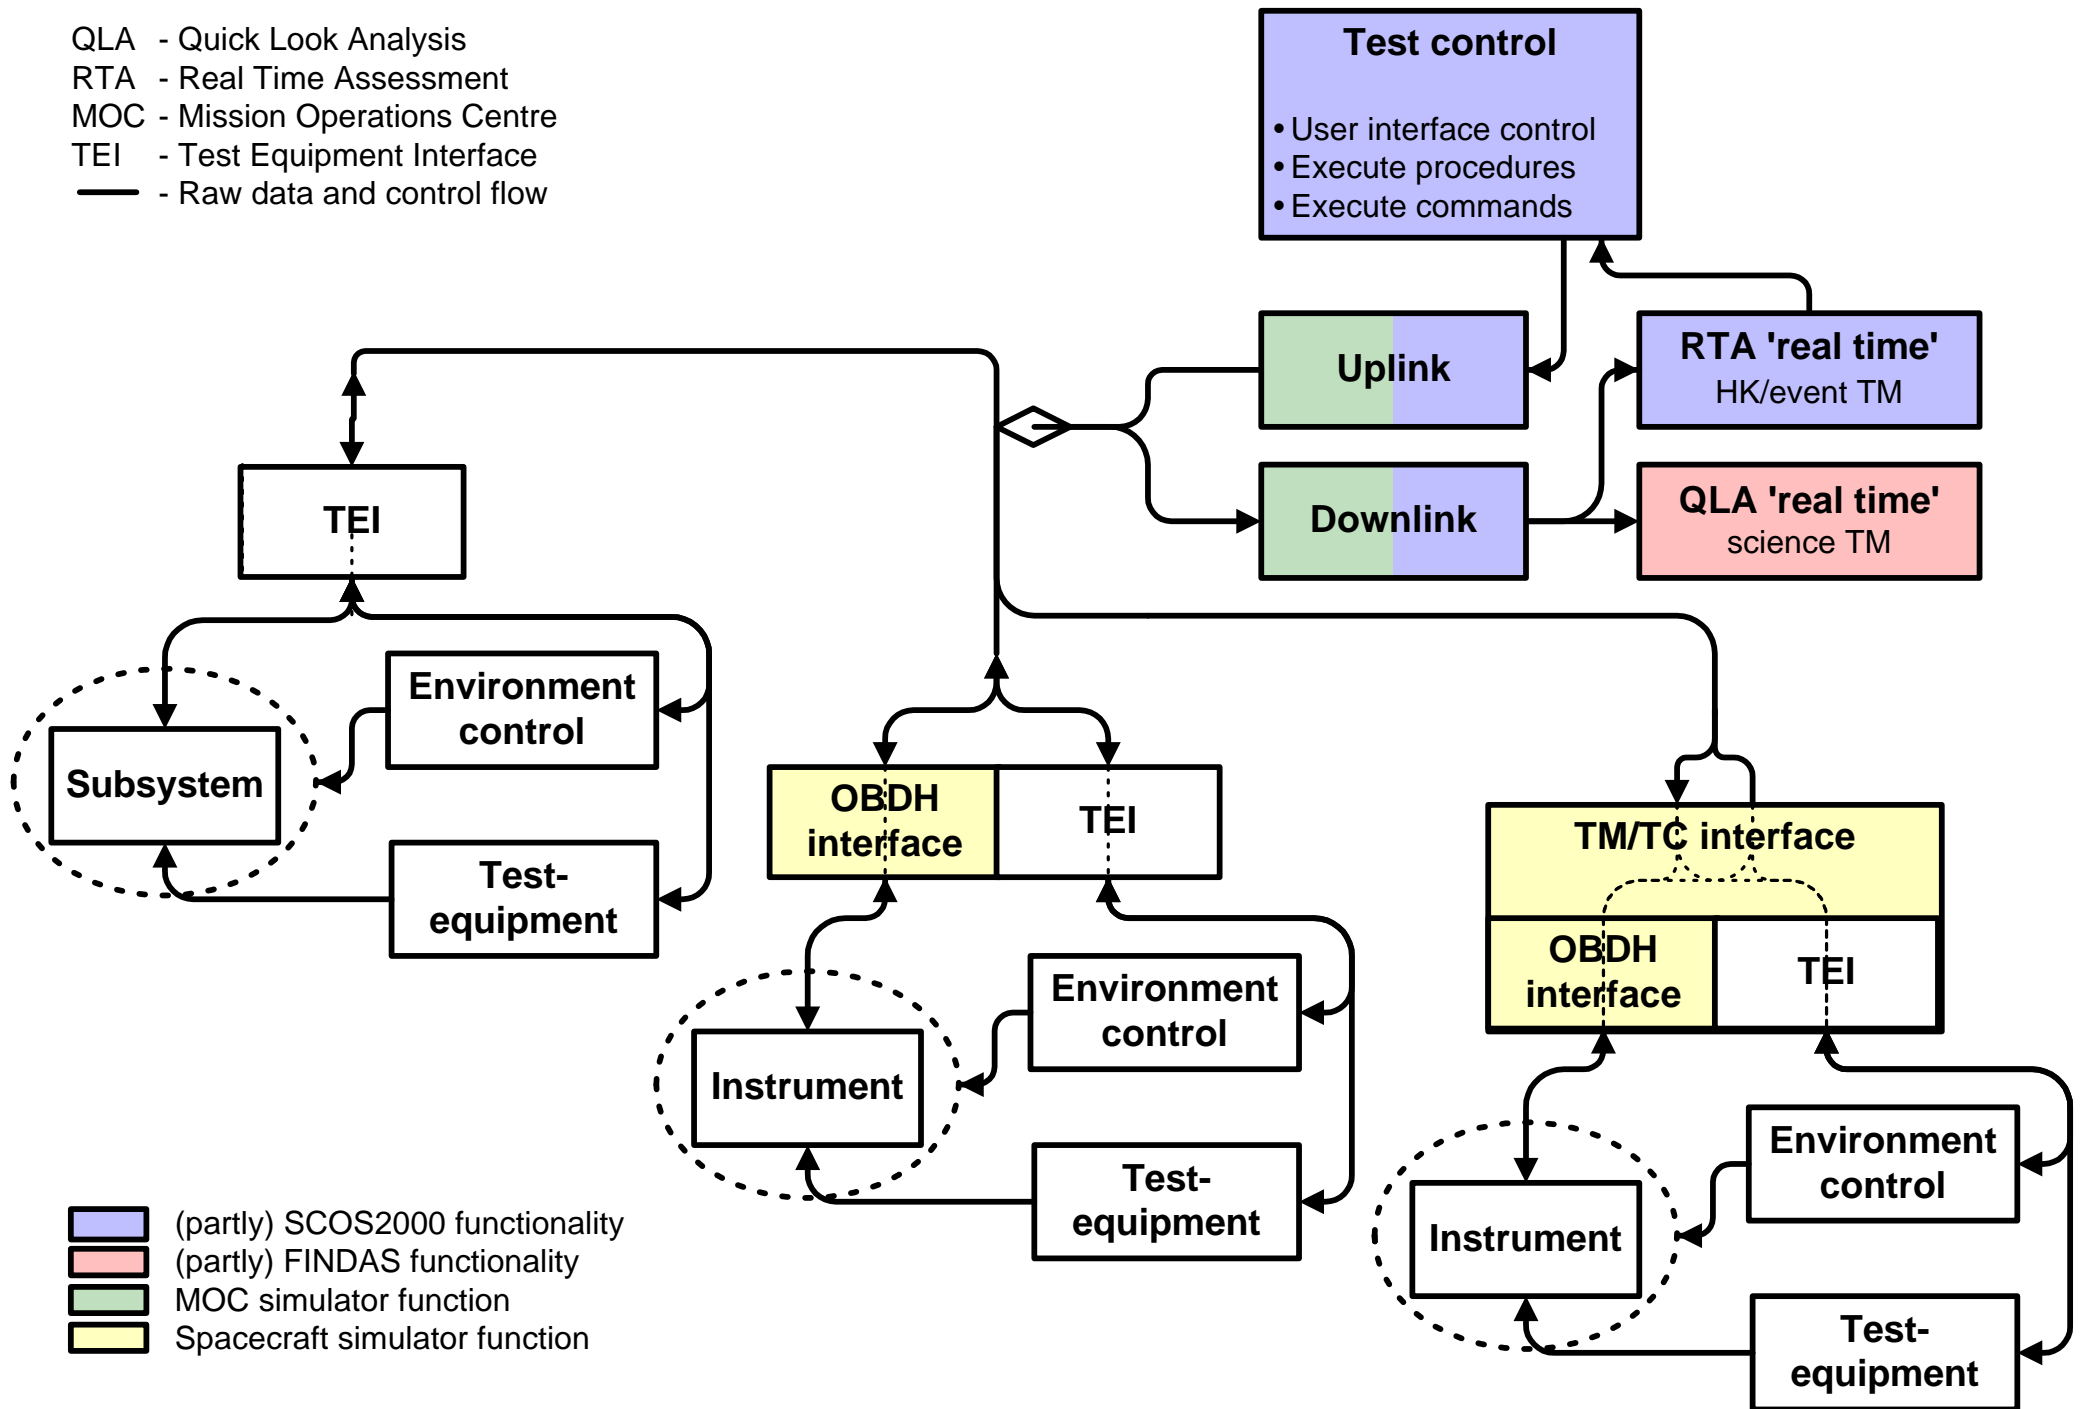 QLA - Quick Look Analysis
RTA - Real Time Assessment
MOC - Mission Operations Centre
TEI - Test Equipment Interface
- Raw data and control flow
Test control
• User interface control
• Execute procedures
• Execute commands
Uplink
RTA 'real time'
HK/event TM
Downlink
QLA 'real time'
science TM
TEI
Environment
control
Subsystem
Test-
equipment
OBDH
interface
TEI
Environment
control
Instrument
Test-
equipment
TM/TC interface
OBDH
interface
TEI
Environment
control
Instrument
Test-
equipment
(partly) SCOS2000 functionality
(partly) FINDAS functionality
MOC simulator function
Spacecraft simulator function